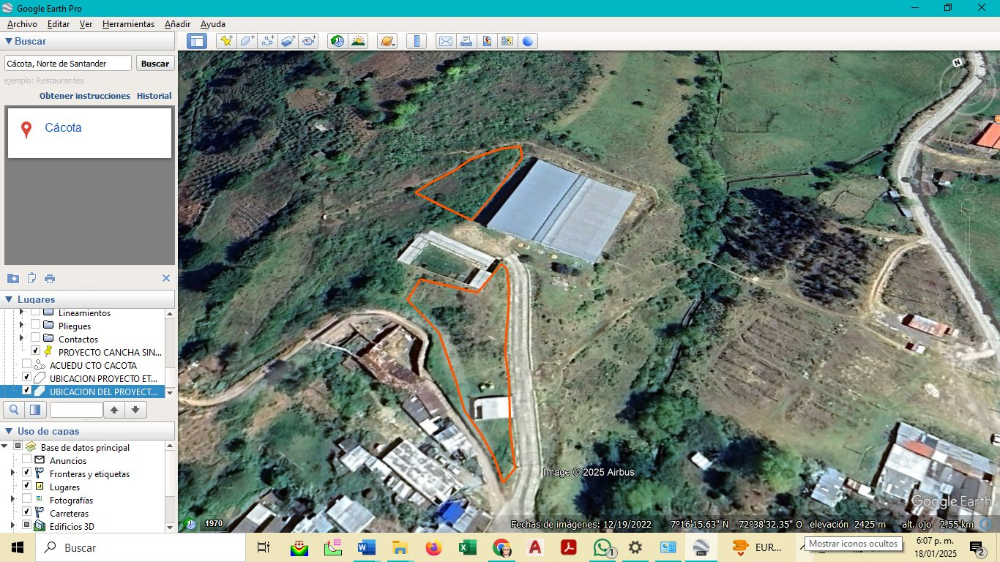 Google Earth Pro
Archivo Editar Ver Herramientas Añadir Ayuda
Buscar
Cácota, Norte de Santander
Buscar
ejemplo: Restaurantes
Obtener instrucciones Historial
Cácota
Lugares
Lineamientos
Pliegues
Contactos
PROYECTO CANCHA SIN...
ACUEDU CTO CACOTA
UBICACION PROYECTO ET...
UBICACION DEL PROYECT...
Uso de capas
Base de datos principal
Anuncios
Fronteras y etiquetas
Lugares
Fotografías
Carreteras
Edificios 3D
N
Image © 2025 Airbus
Google Earth
1970
Fechas de imágenes: 12/19/2022 7°16'15.63" N 72°38'32.35" O elevación 2425 m alt. ojo 2.55 km
Mostrar iconos ocultos
Buscar
EUR...
6:07 p. m.
18/01/2025
1
2